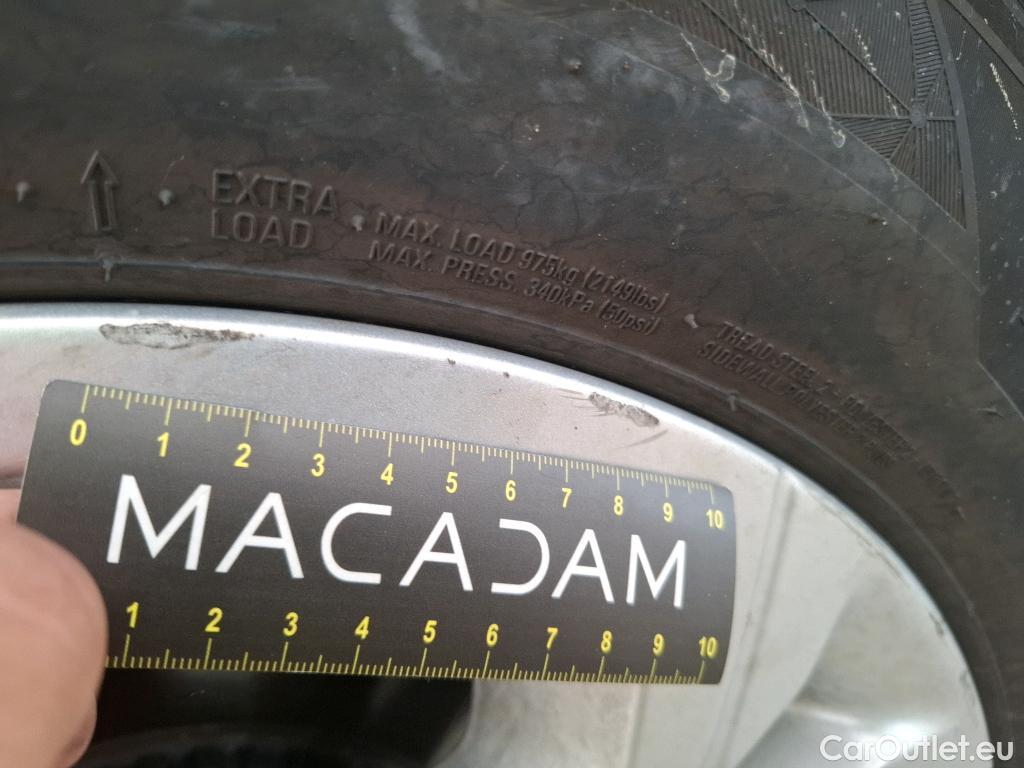 EXTRA
LOAD
MAX. LOAD 975kg (2149lbs)
MAX. PRESS. 340kPa (50psi)
TREAD STEEL 2 -
SIDEWALL POLYESTER
0 1 2 3 4 5 6 7 8 9 10
MACADAM
1 2 3 4 5 6 7 8 9 10
CarOutlet.eu